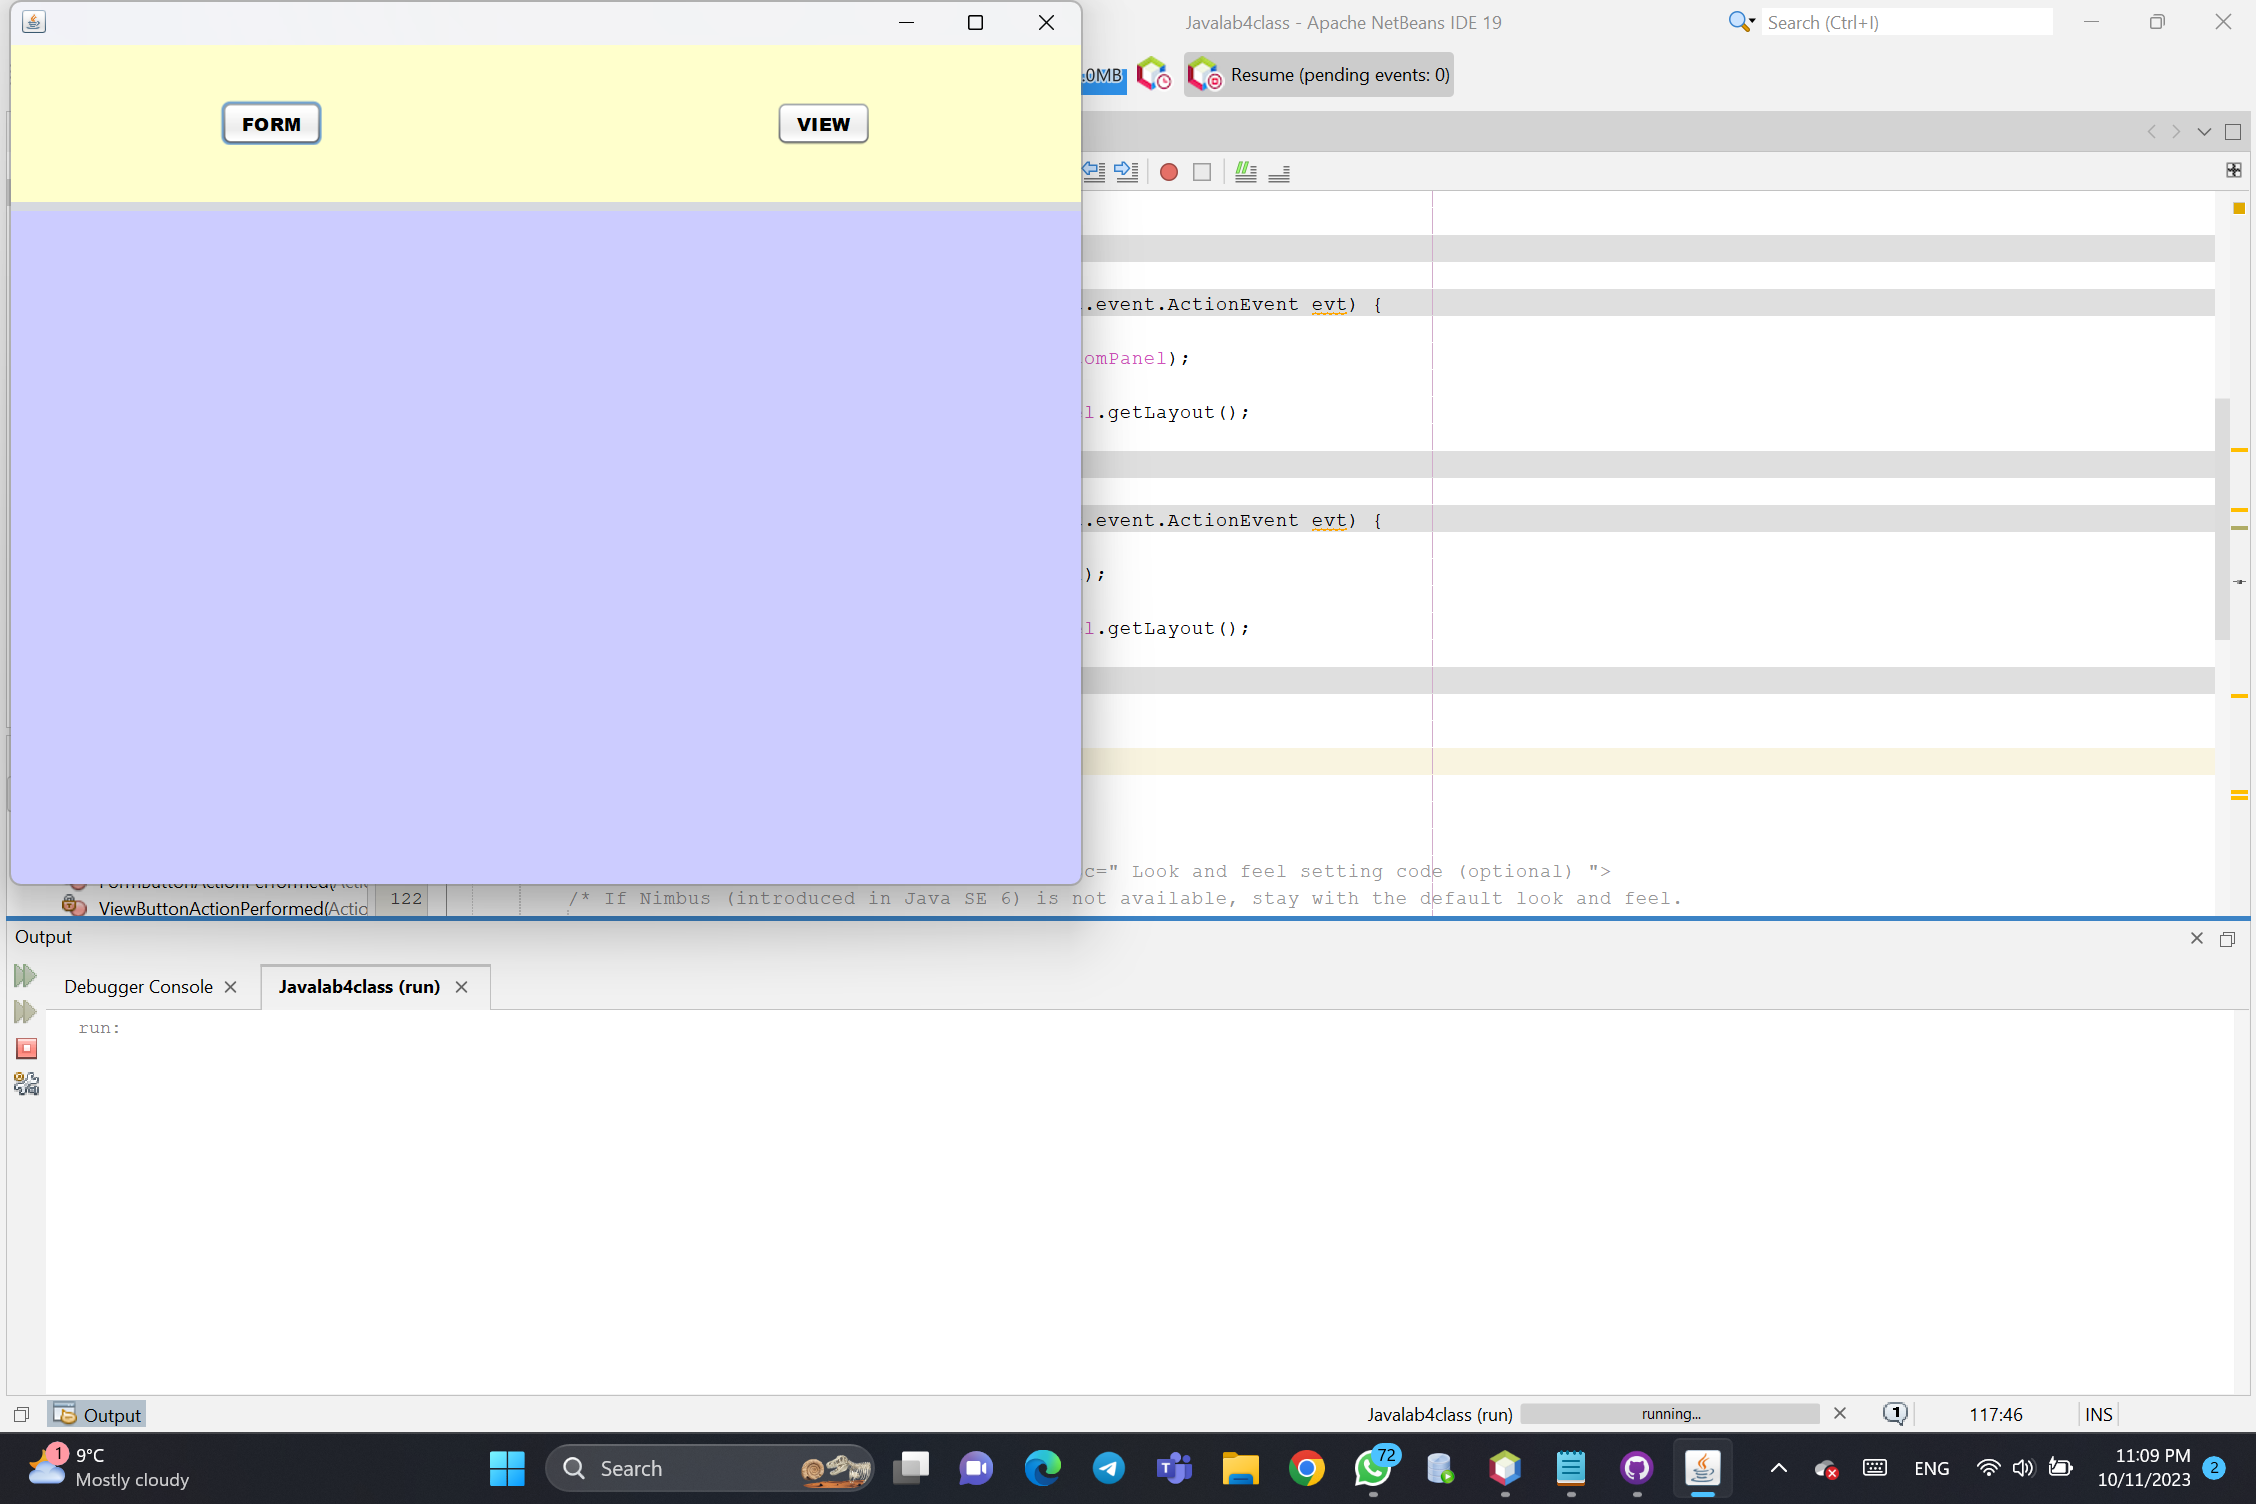 Javalab4class - Apache NetBeans IDE 19
Search (Ctrl+I)
.0MB
Resume (pending events: 0)
FORM
VIEW
.event.ActionEvent evt) {
omPanel);
l.getLayout();
.event.ActionEvent evt) {
);
l.getLayout();
c=" Look and feel setting code (optional) ">
FormButtonActionPerformed(Actio
ViewButtonActionPerformed(Actio
122
/* If Nimbus (introduced in Java SE 6) is not available, stay with the default look and feel.
Output
Debugger Console
Javalab4class (run)
run:
Output
Javalab4class (run)
running...
1
117:46
INS
1
9°C
Mostly cloudy
Search
72
ENG
11:09 PM
10/11/2023
2